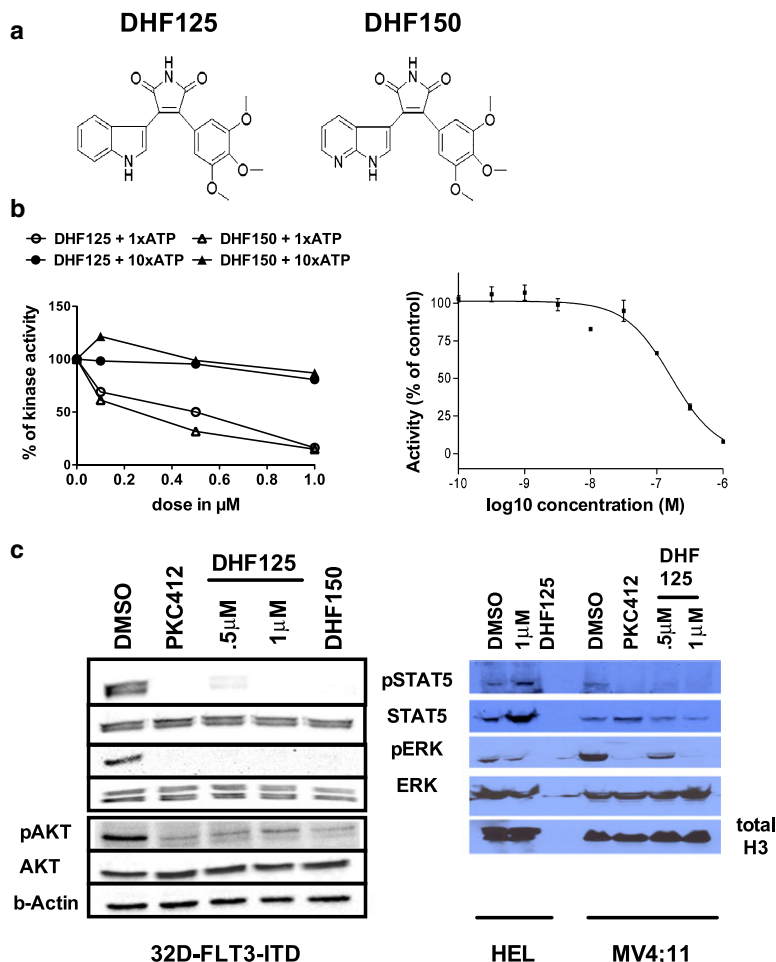 a
DHF125
DHF150
O
NH
O
O
O
O
NH
O
NH
O
O
O
O
N
NH
b
DHF125 + 1xATP
DHF150 + 1xATP
DHF125 + 10xATP
DHF150 + 10xATP
% of kinase activity
150
100
50
0
0.0
0.2
0.4
0.6
0.8
1.0
dose in µM
Activity (% of control)
100
75
50
25
0
-10
-9
-8
-7
-6
log10 concentration (M)
c
DMSO
PKC412
DHF125
.5µM
1µM
DHF150
DMSO
1µM
DHF125
DMSO
PKC412
DHF
125
.5µM
1µM
pSTAT5
STAT5
pERK
ERK
pAKT
AKT
b-Actin
total
H3
32D-FLT3-ITD
HEL
MV4;11